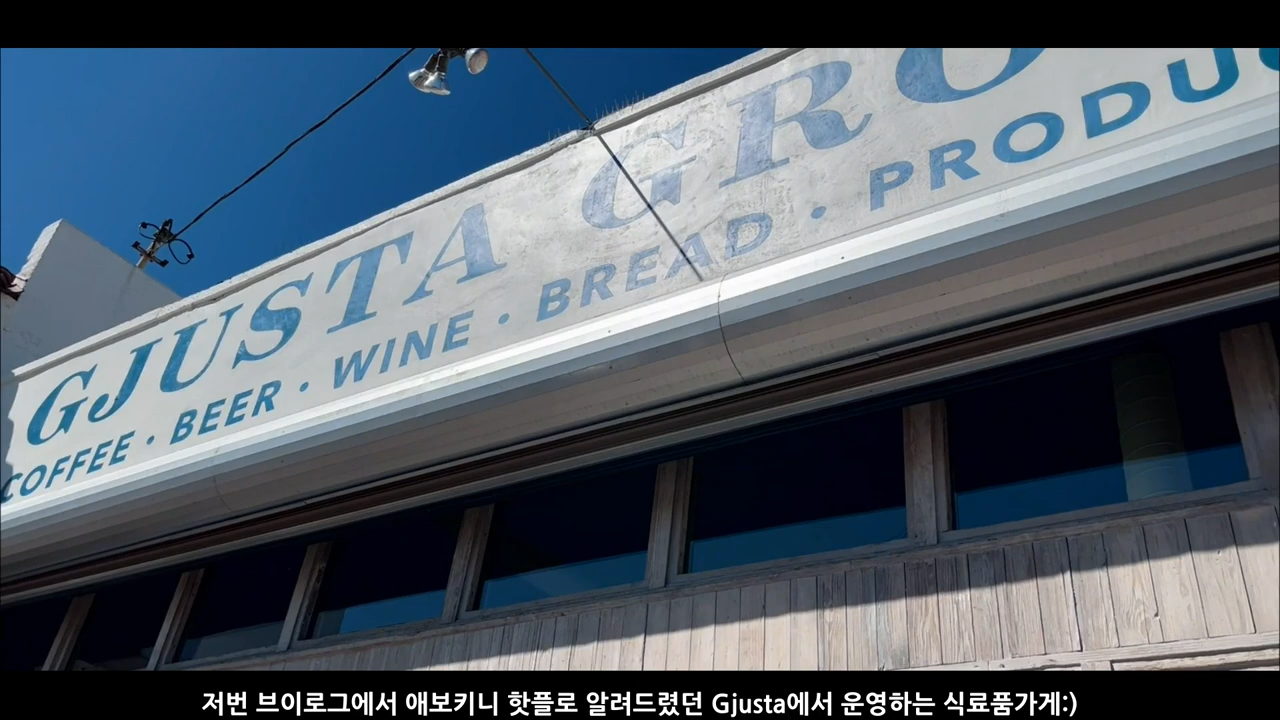 GJUSTA GRO
COFFEE · BEER · WINE · BREAD · PRODU
저번 브이로그에서 애보키니 핫플로 알려드렸던 Gjusta에서 운영하는 식료품가게:)